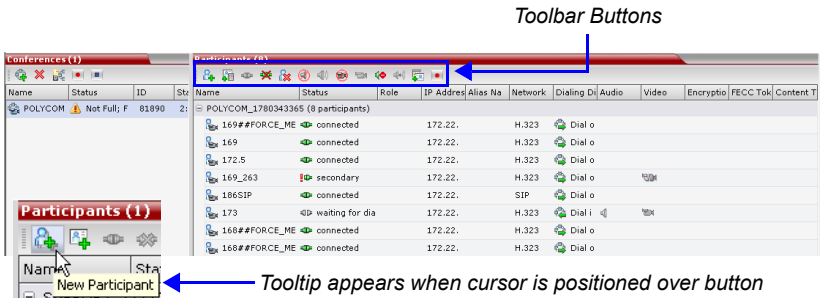 Toolbar Buttons
Conferences (1)
Participants (8)
Name Status ID Sta
Name Status Role IP Addres Alias Na Network Dialing Di Audio Video Encryptio FECC Tok Content T
POLYCOM Not Full; F 81890 2:
POLYCOM_1780343365 (8 participants)
169##FORCE_ME connected 172.22. H.323 Dial o
169 connected 172.22. H.323 Dial o
172.5 connected 172.22. H.323 Dial o
169_263 secondary 172.22. H.323 Dial o
186SIP connected 172.22. SIP Dial o
173 waiting for dia 172.22. H.323 Dial i
168##FORCE_ME connected 172.22. H.323 Dial o
168##FORCE_ME connected 172.22. H.323 Dial o
Participants (1)
Name Sta
New Participant
Tooltip appears when cursor is positioned over button